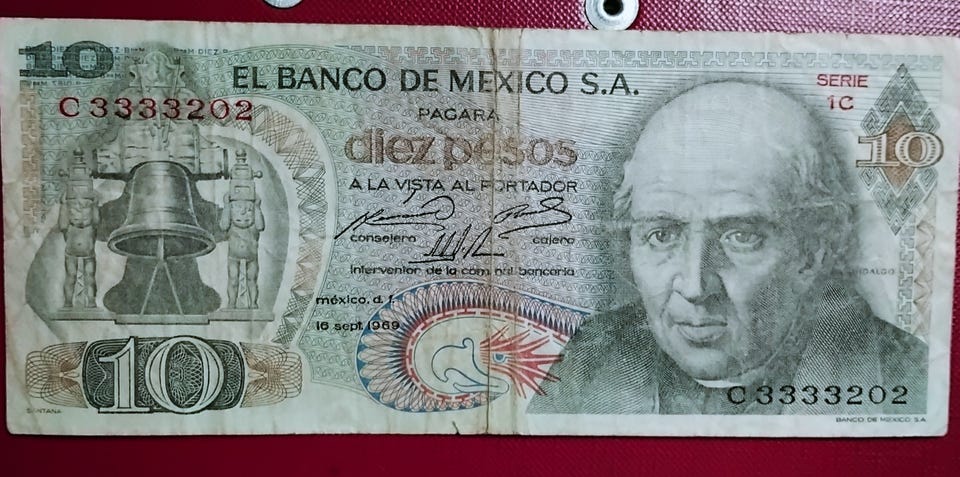 10
EL BANCO DE MEXICO S.A.
SERIE
1C
C 3333202
PAGARA
diez pesos
10
A LA VISTA AL PORTADOR
consejero
cajero
interventor de la com nal bancaria
HIDALGO
méxico, d. f.
16 sept. 1969
10
C 3333202
SANTANA
BANCO DE MEXICO S.A.